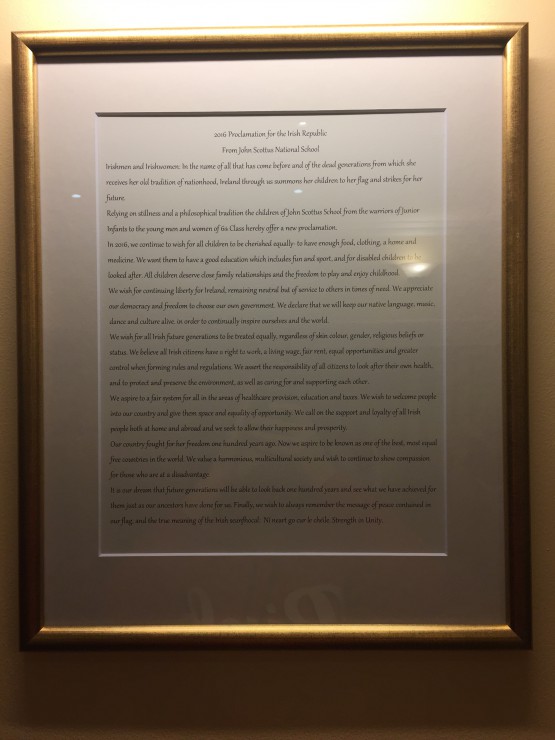 2016 Proclamation for the Irish Republic
From John Scottus National School
Irishmen and Irishwomen: In the name of all that has come before and of the dead generations from which she
receives her old tradition of nationhood, Ireland through us summons her children to her flag and strikes for her
future.
Relying on stillness and a philosophical tradition the children of John Scottus School from the warriors of Junior
Infants to the young men and women of 6th Class hereby offer a new proclamation.
In 2016, we continue to wish for all children to be cherished equally- to have enough food, clothing, a home and
medicine. We want them to have a good education which includes fun and sport, and for disabled children to be
looked after. All children deserve close family relationships and the freedom to play and enjoy childhood.
We wish for continuing liberty for Ireland, remaining neutral but of service to others in times of need. We appreciate
our democracy and freedom to choose our own government. We declare that we will keep our native language, music,
dance and culture alive, in order to continually inspire ourselves and the world.
We wish for all Irish future generations to be treated equally, regardless of skin colour, gender, religious beliefs or
status. We believe all Irish citizens have a right to work, a living wage, fair rent, equal opportunities and greater
control when forming rules and regulations. We assert the responsibility of all citizens to look after their own health,
and to protect and preserve the environment, as well as caring for and supporting each other.
We aspire to a fair system for all in the areas of healthcare provision, education and taxes. We wish to welcome people
into our country and give them space and equality of opportunity. We call on the support and loyalty of all Irish
people both at home and abroad and we seek to allow their happiness and prosperity.
Our country fought for her freedom one hundred years ago. Now we aspire to be known as one of the best, most equal
free countries in the world. We value a harmonious, multicultural society and wish to continue to show compassion
for those who are at a disadvantage.
It is our dream that future generations will be able to look back one hundred years and see what we have achieved for
them just as our ancestors have done for us. Finally, we wish to always remember the message of peace contained in
our flag, and the true meaning of the Irish seanfhocal: Ní neart go cur le chéile. Strength in Unity.